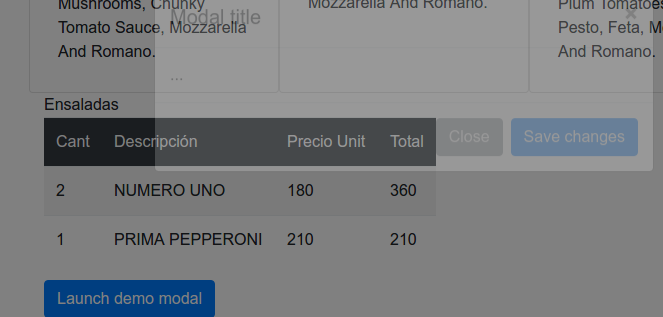 Mushrooms, Chunky
Tomato Sauce, Mozzarella
And Romano.
Mozzarella And Romano.
Plum Tomatoes
Pesto, Feta, M
And Romano.
Modal title
×
...
Close
Save changes
Ensaladas
Cant Descripción Precio Unit Total
2 NUMERO UNO 180 360
1 PRIMA PEPPERONI 210 210
Launch demo modal